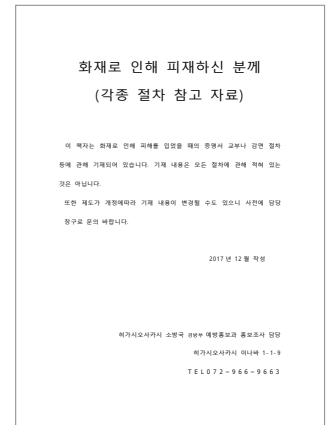 화재로 인해 피재하신 분께
(각종 절차 참고 자료)
이 책자는 화재로 인해 피해를 입었을 때의 증명서 교부나 감면 절차
등에 관해 기재되어 있습니다. 기재 내용은 모든 절차에 관해 적혀 있는
것은 아닙니다.
또한 제도가 개정에따라 기재 내용이 변경될 수도 있으니 사전에 담당
창구로 문의 바랍니다.
2017 년 12 월 작성
히가시오사카시 소방국 경방부 예방홍보과 홍보조사 담당
히가시오사카시 이나바 1-1-9
TEL072－966－9663